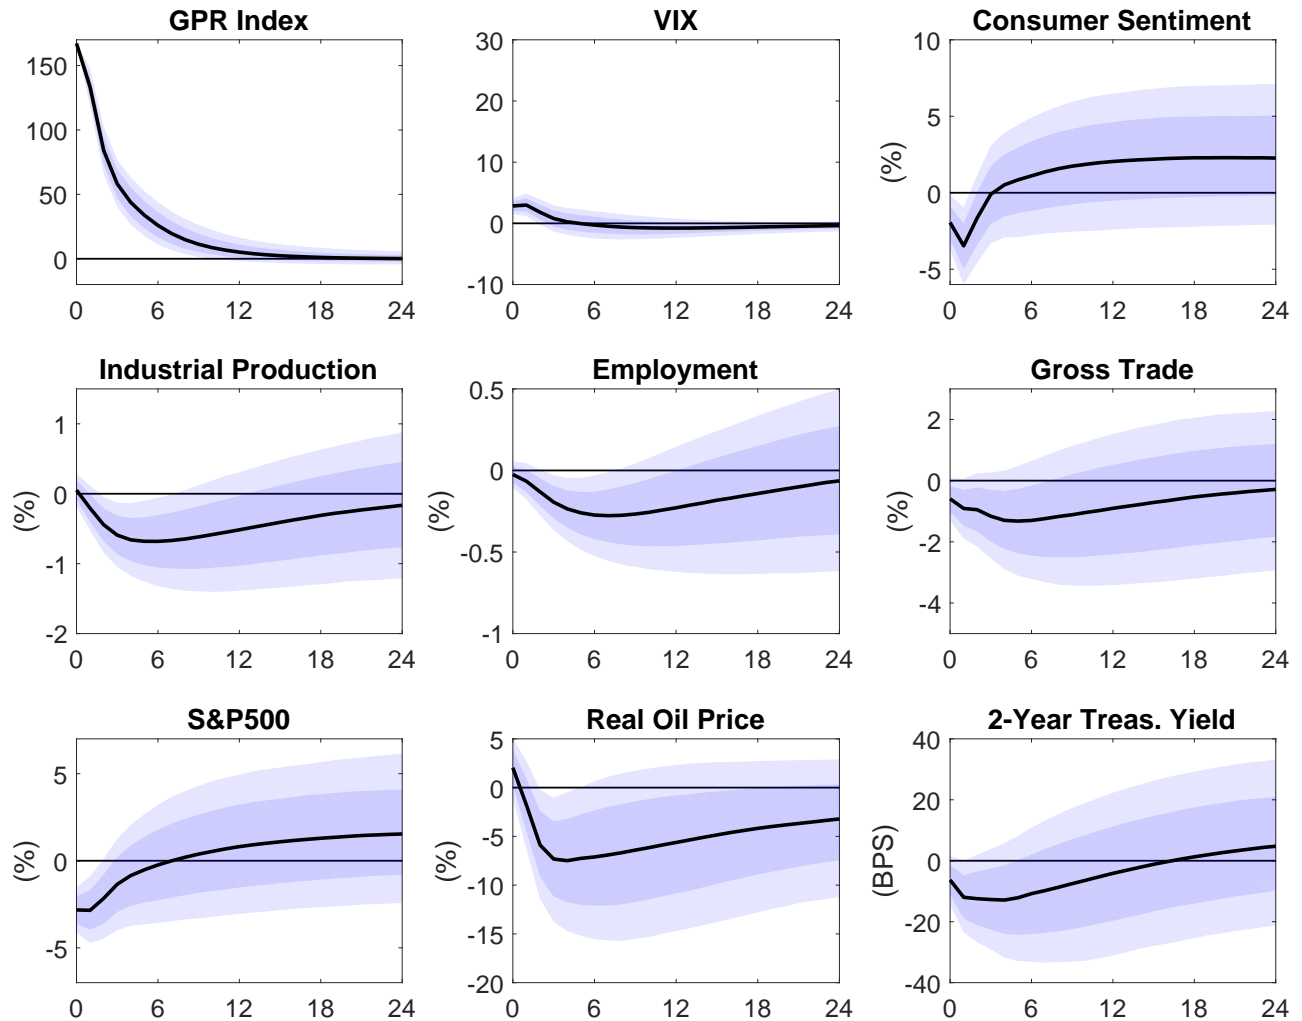 GPR Index
150
100
50
0
0 6 12 18 24
VIX
30
20
10
0
-10
0 6 12 18 24
Consumer Sentiment
(%)
10
5
0
-5
0 6 12 18 24
Industrial Production
(%)
1
0
-1
-2
0 6 12 18 24
Employment
(%)
0.5
0
-0.5
-1
0 6 12 18 24
Gross Trade
(%)
2
0
-2
-4
0 6 12 18 24
S&P500
(%)
5
0
-5
0 6 12 18 24
Real Oil Price
(%)
5
0
-5
-10
-15
-20
0 6 12 18 24
2-Year Treas. Yield
(BPS)
40
20
0
-20
-40
0 6 12 18 24